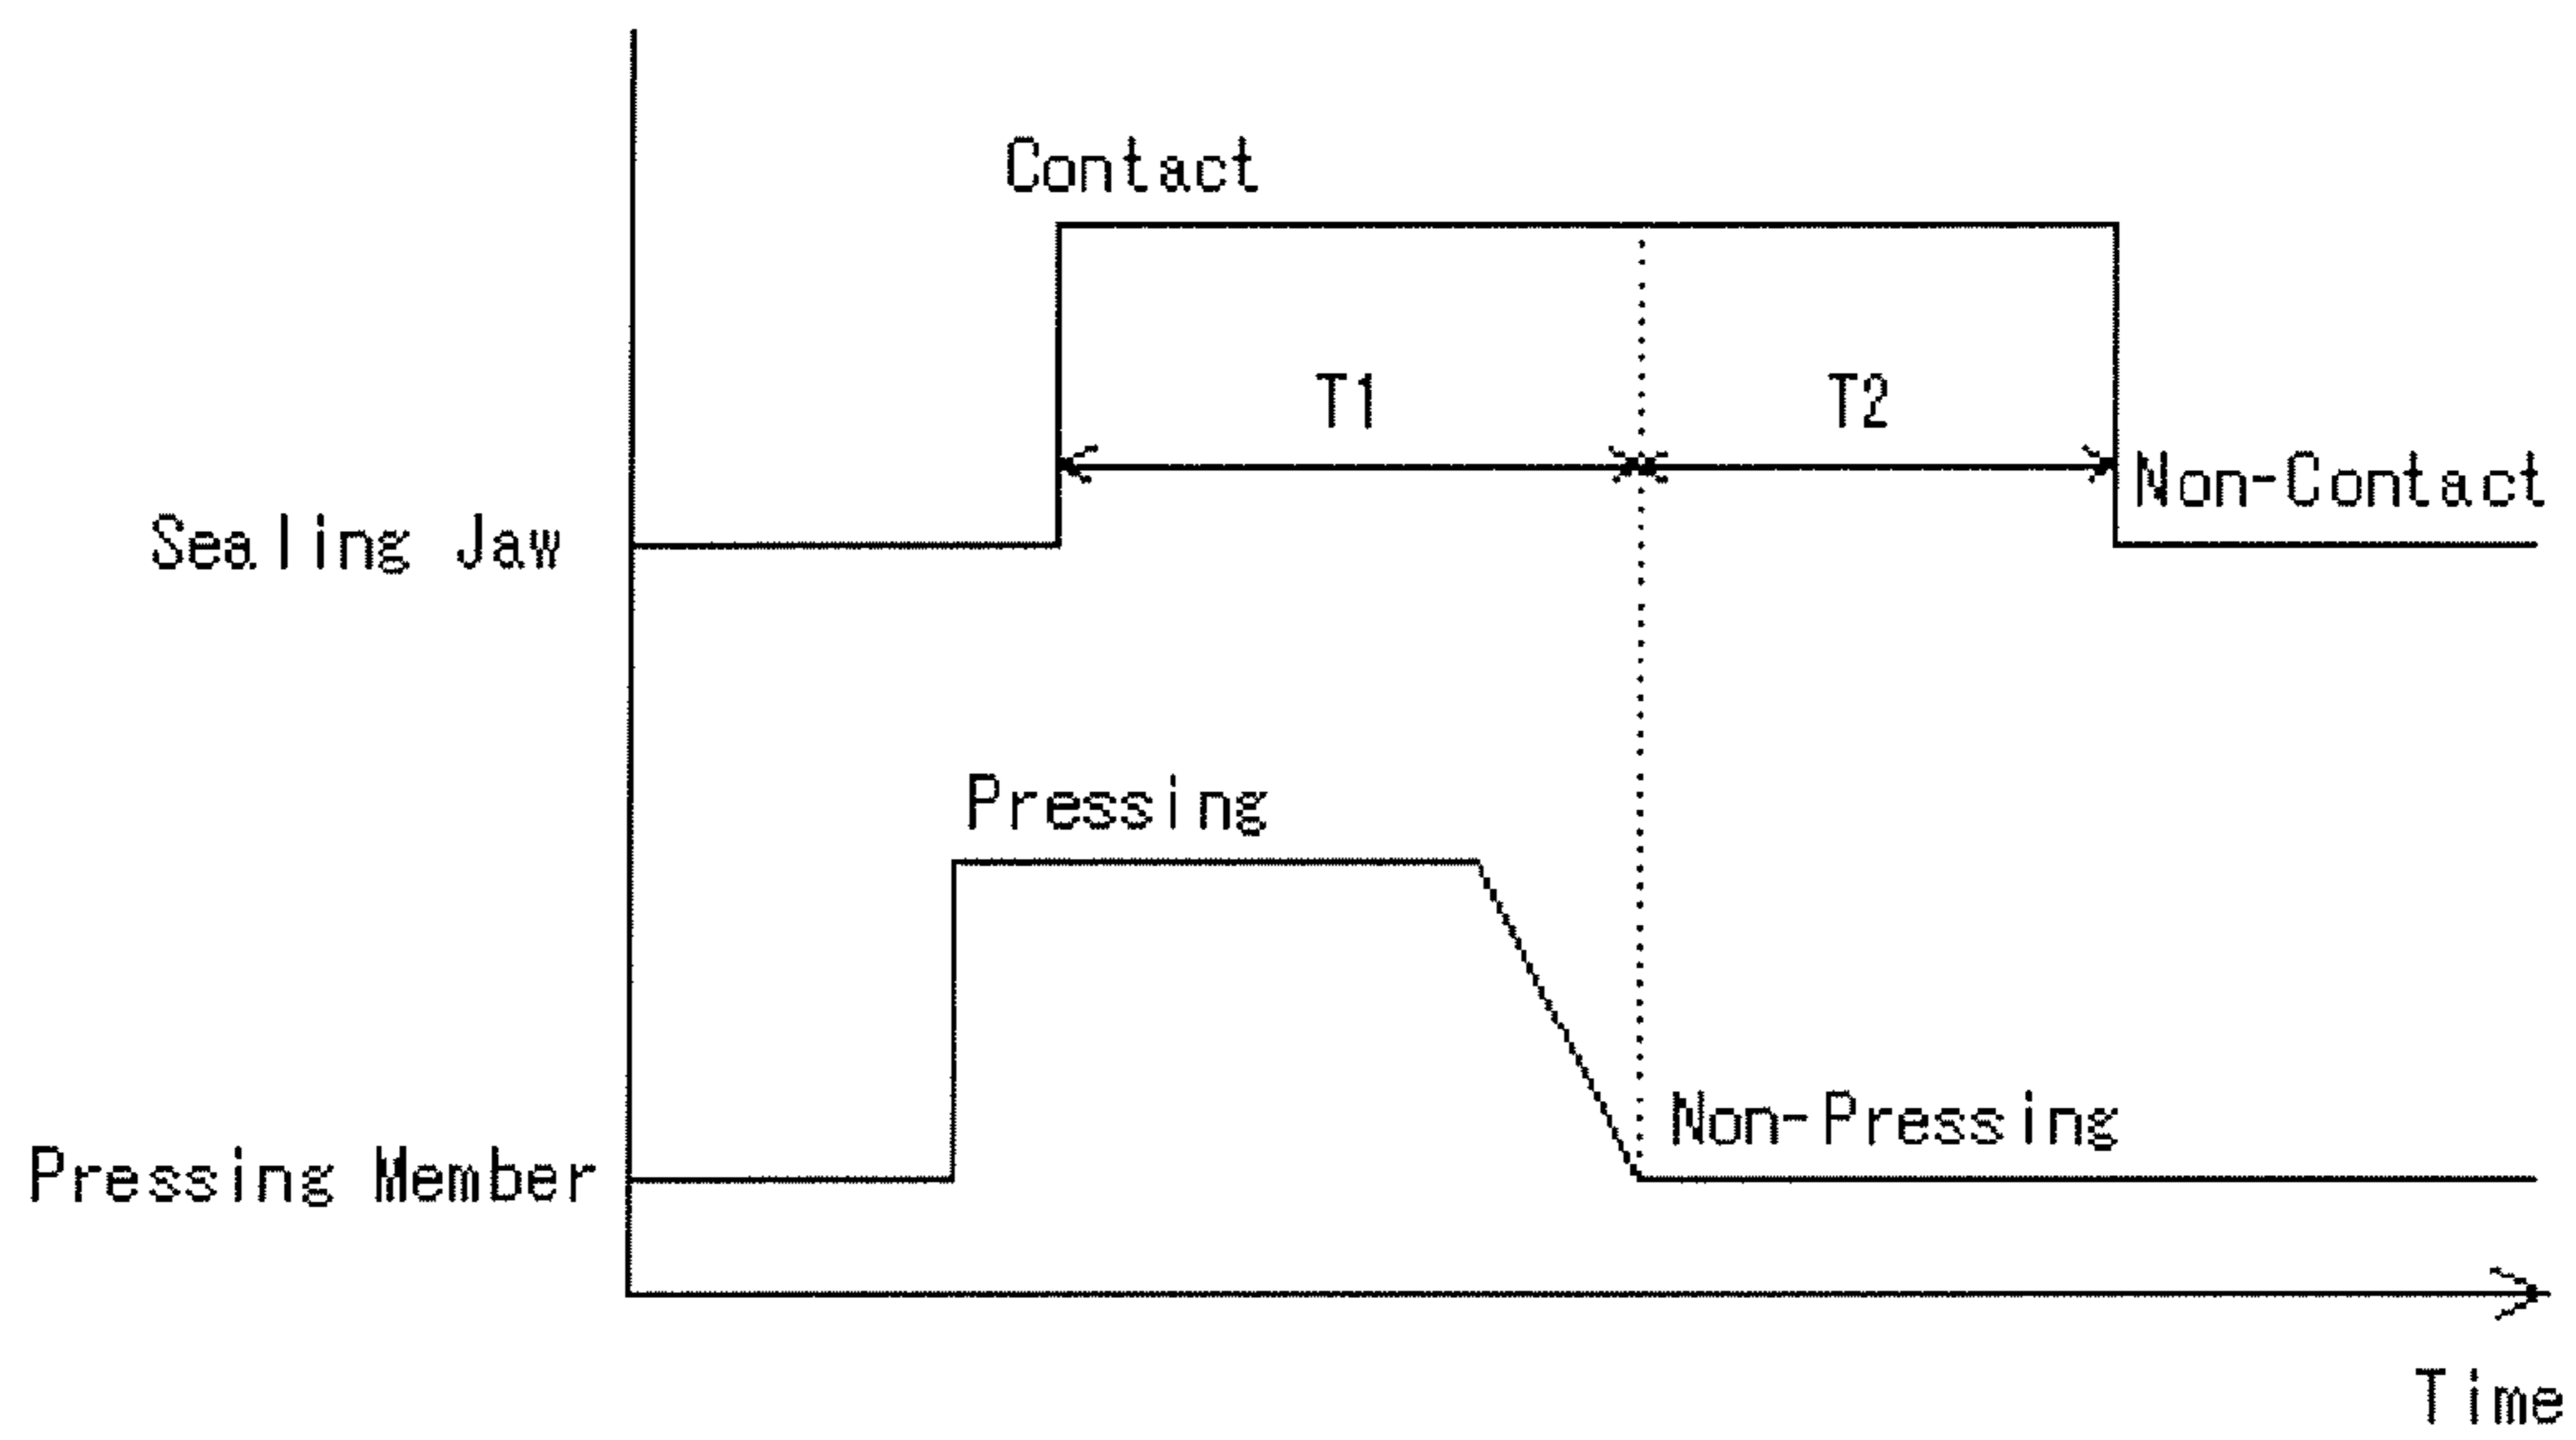 Contact
T1
T2
Non-Contact
Sealing Jaw
Pressing
Non-Pressing
Pressing Member
Time